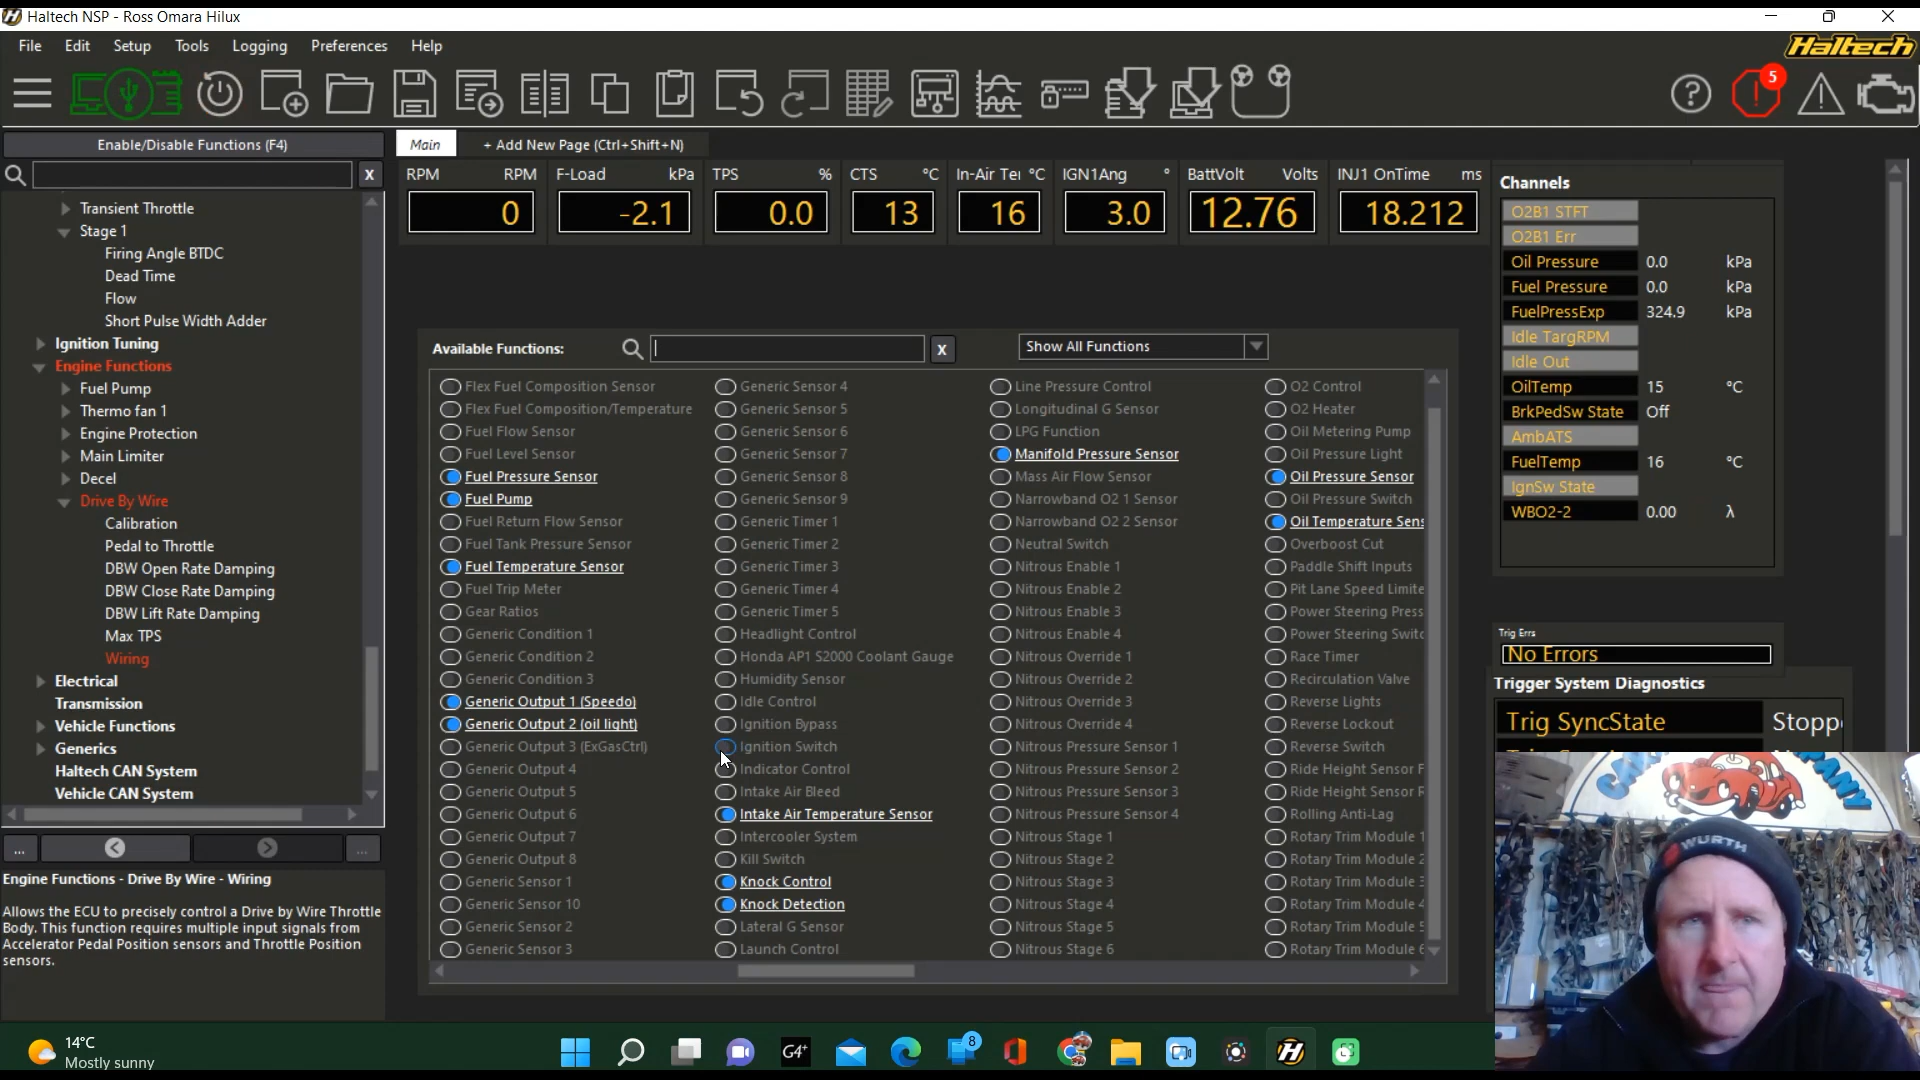 Haltech NSP - Ross Omara Hilux
File Edit Setup Tools Logging Preferences Help
Haltech
5
Enable/Disable Functions (F4)
Main
+ Add New Page (Ctrl+Shift+N)
x
RPM RPM
0
F-Load kPa
-2.1
TPS %
0.0
CTS °C
13
In-Air Ter °C
16
IGN1Ang °
3.0
BattVolt Volts
12.76
INJ1 OnTime ms
18.212
Transient Throttle
Stage 1
Firing Angle BTDC
Dead Time
Flow
Short Pulse Width Adder
Ignition Tuning
Engine Functions
Fuel Pump
Thermo fan 1
Engine Protection
Main Limiter
Decel
Drive By Wire
Calibration
Pedal to Throttle
DBW Open Rate Damping
DBW Close Rate Damping
DBW Lift Rate Damping
Max TPS
Wiring
Electrical
Transmission
Vehicle Functions
Generics
Haltech CAN System
Vehicle CAN System
...
...
Engine Functions - Drive By Wire - Wiring
Allows the ECU to precisely control a Drive by Wire Throttle
Body. This function requires multiple input signals from
Accelerator Pedal Position sensors and Throttle Position
sensors.
Available Functions:
x
Show All Functions
Flex Fuel Composition Sensor
Flex Fuel Composition/Temperature
Fuel Flow Sensor
Fuel Level Sensor
Fuel Pressure Sensor
Fuel Pump
Fuel Return Flow Sensor
Fuel Tank Pressure Sensor
Fuel Temperature Sensor
Fuel Trip Meter
Gear Ratios
Generic Condition 1
Generic Condition 2
Generic Condition 3
Generic Output 1 (Speedo)
Generic Output 2 (oil light)
Generic Output 3 (ExGasCtrl)
Generic Output 4
Generic Output 5
Generic Output 6
Generic Output 7
Generic Output 8
Generic Sensor 1
Generic Sensor 10
Generic Sensor 2
Generic Sensor 3
Generic Sensor 4
Generic Sensor 5
Generic Sensor 6
Generic Sensor 7
Generic Sensor 8
Generic Sensor 9
Generic Timer 1
Generic Timer 2
Generic Timer 3
Generic Timer 4
Generic Timer 5
Headlight Control
Honda AP1 S2000 Coolant Gauge
Humidity Sensor
Idle Control
Ignition Bypass
Ignition Switch
Indicator Control
Intake Air Bleed
Intake Air Temperature Sensor
Intercooler System
Kill Switch
Knock Control
Knock Detection
Lateral G Sensor
Launch Control
Line Pressure Control
Longitudinal G Sensor
LPG Function
Manifold Pressure Sensor
Mass Air Flow Sensor
Narrowband O2 1 Sensor
Narrowband O2 2 Sensor
Neutral Switch
Nitrous Enable 1
Nitrous Enable 2
Nitrous Enable 3
Nitrous Enable 4
Nitrous Override 1
Nitrous Override 2
Nitrous Override 3
Nitrous Override 4
Nitrous Pressure Sensor 1
Nitrous Pressure Sensor 2
Nitrous Pressure Sensor 3
Nitrous Pressure Sensor 4
Nitrous Stage 1
Nitrous Stage 2
Nitrous Stage 3
Nitrous Stage 4
Nitrous Stage 5
Nitrous Stage 6
O2 Control
O2 Heater
Oil Metering Pump
Oil Pressure Light
Oil Pressure Sensor
Oil Pressure Switch
Oil Temperature Sens
Overboost Cut
Paddle Shift Inputs
Pit Lane Speed Limite
Power Steering Press
Power Steering Switc
Race Timer
Recirculation Valve
Reverse Lights
Reverse Lockout
Reverse Switch
Ride Height Sensor F
Ride Height Sensor R
Rolling Anti-Lag
Rotary Trim Module 1
Rotary Trim Module 2
Rotary Trim Module 3
Rotary Trim Module 4
Rotary Trim Module 5
Rotary Trim Module 6
Channels
O2B1 STFT
O2B1 Err
Oil Pressure 0.0 kPa
Fuel Pressure 0.0 kPa
FuelPressExp 324.9 kPa
Idle TargRPM
Idle Out
OilTemp 15 °C
BrkPedSw State Off
AmbATS
FuelTemp 16 °C
IgnSw State
WBO2-2 0.00 λ
Trig Errs
No Errors
Trigger System Diagnostics
Trig SyncState Stopp
WURTH
14°C
Mostly sunny
G4+
8